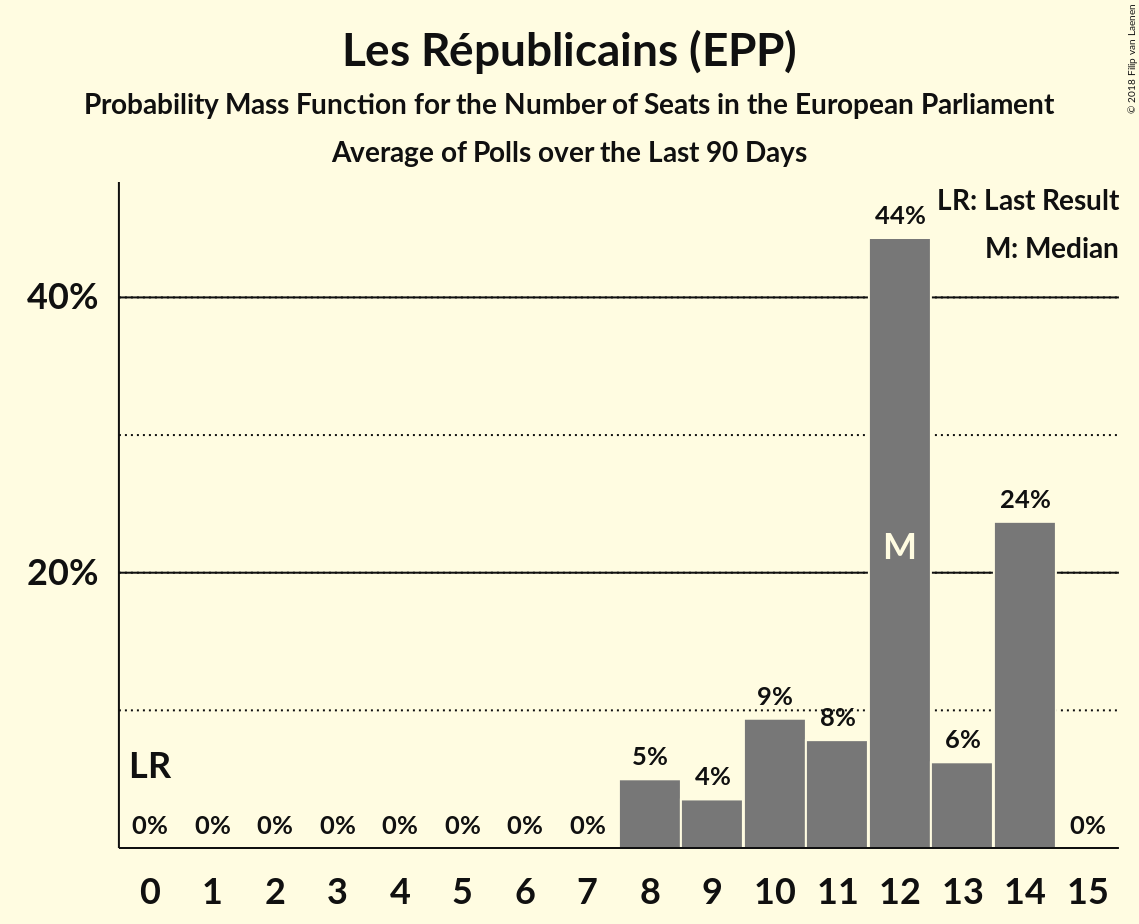 Les Républicains (EPP)
Probability Mass Function for the Number of Seats in the European Parliament
Average of Polls over the Last 90 Days
© 2018 Filip van Laenen
LR: Last Result
M: Median
40%
20%
44%
24%
M
9%
8%
6%
5%
4%
LR
0% 0% 0% 0% 0% 0% 0% 0% 0%
0 1 2 3 4 5 6 7 8 9 10 11 12 13 14 15